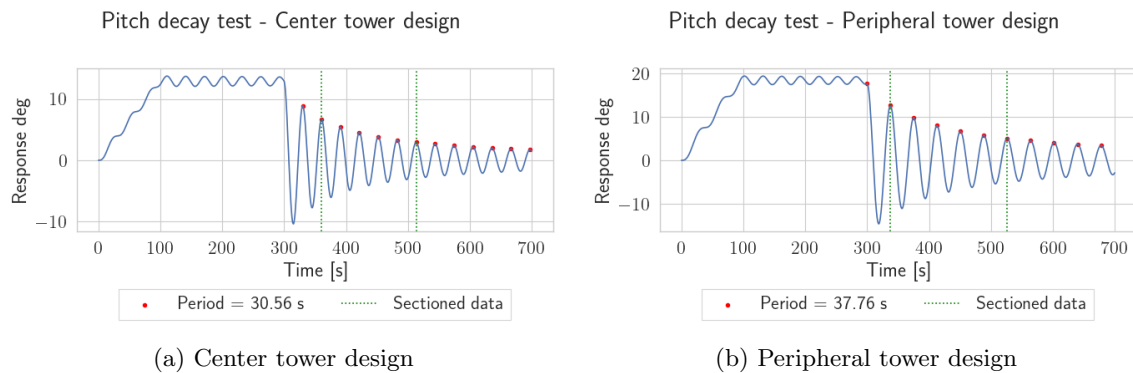 Pitch decay test - Center tower design
Response deg
10
0
−10
0 100 200 300 400 500 600 700
Time [s]
Period = 30.56 s Sectioned data
(a) Center tower design
Pitch decay test - Peripheral tower design
Response deg
20
10
0
−10
0 100 200 300 400 500 600 700
Time [s]
Period = 37.76 s Sectioned data
(b) Peripheral tower design